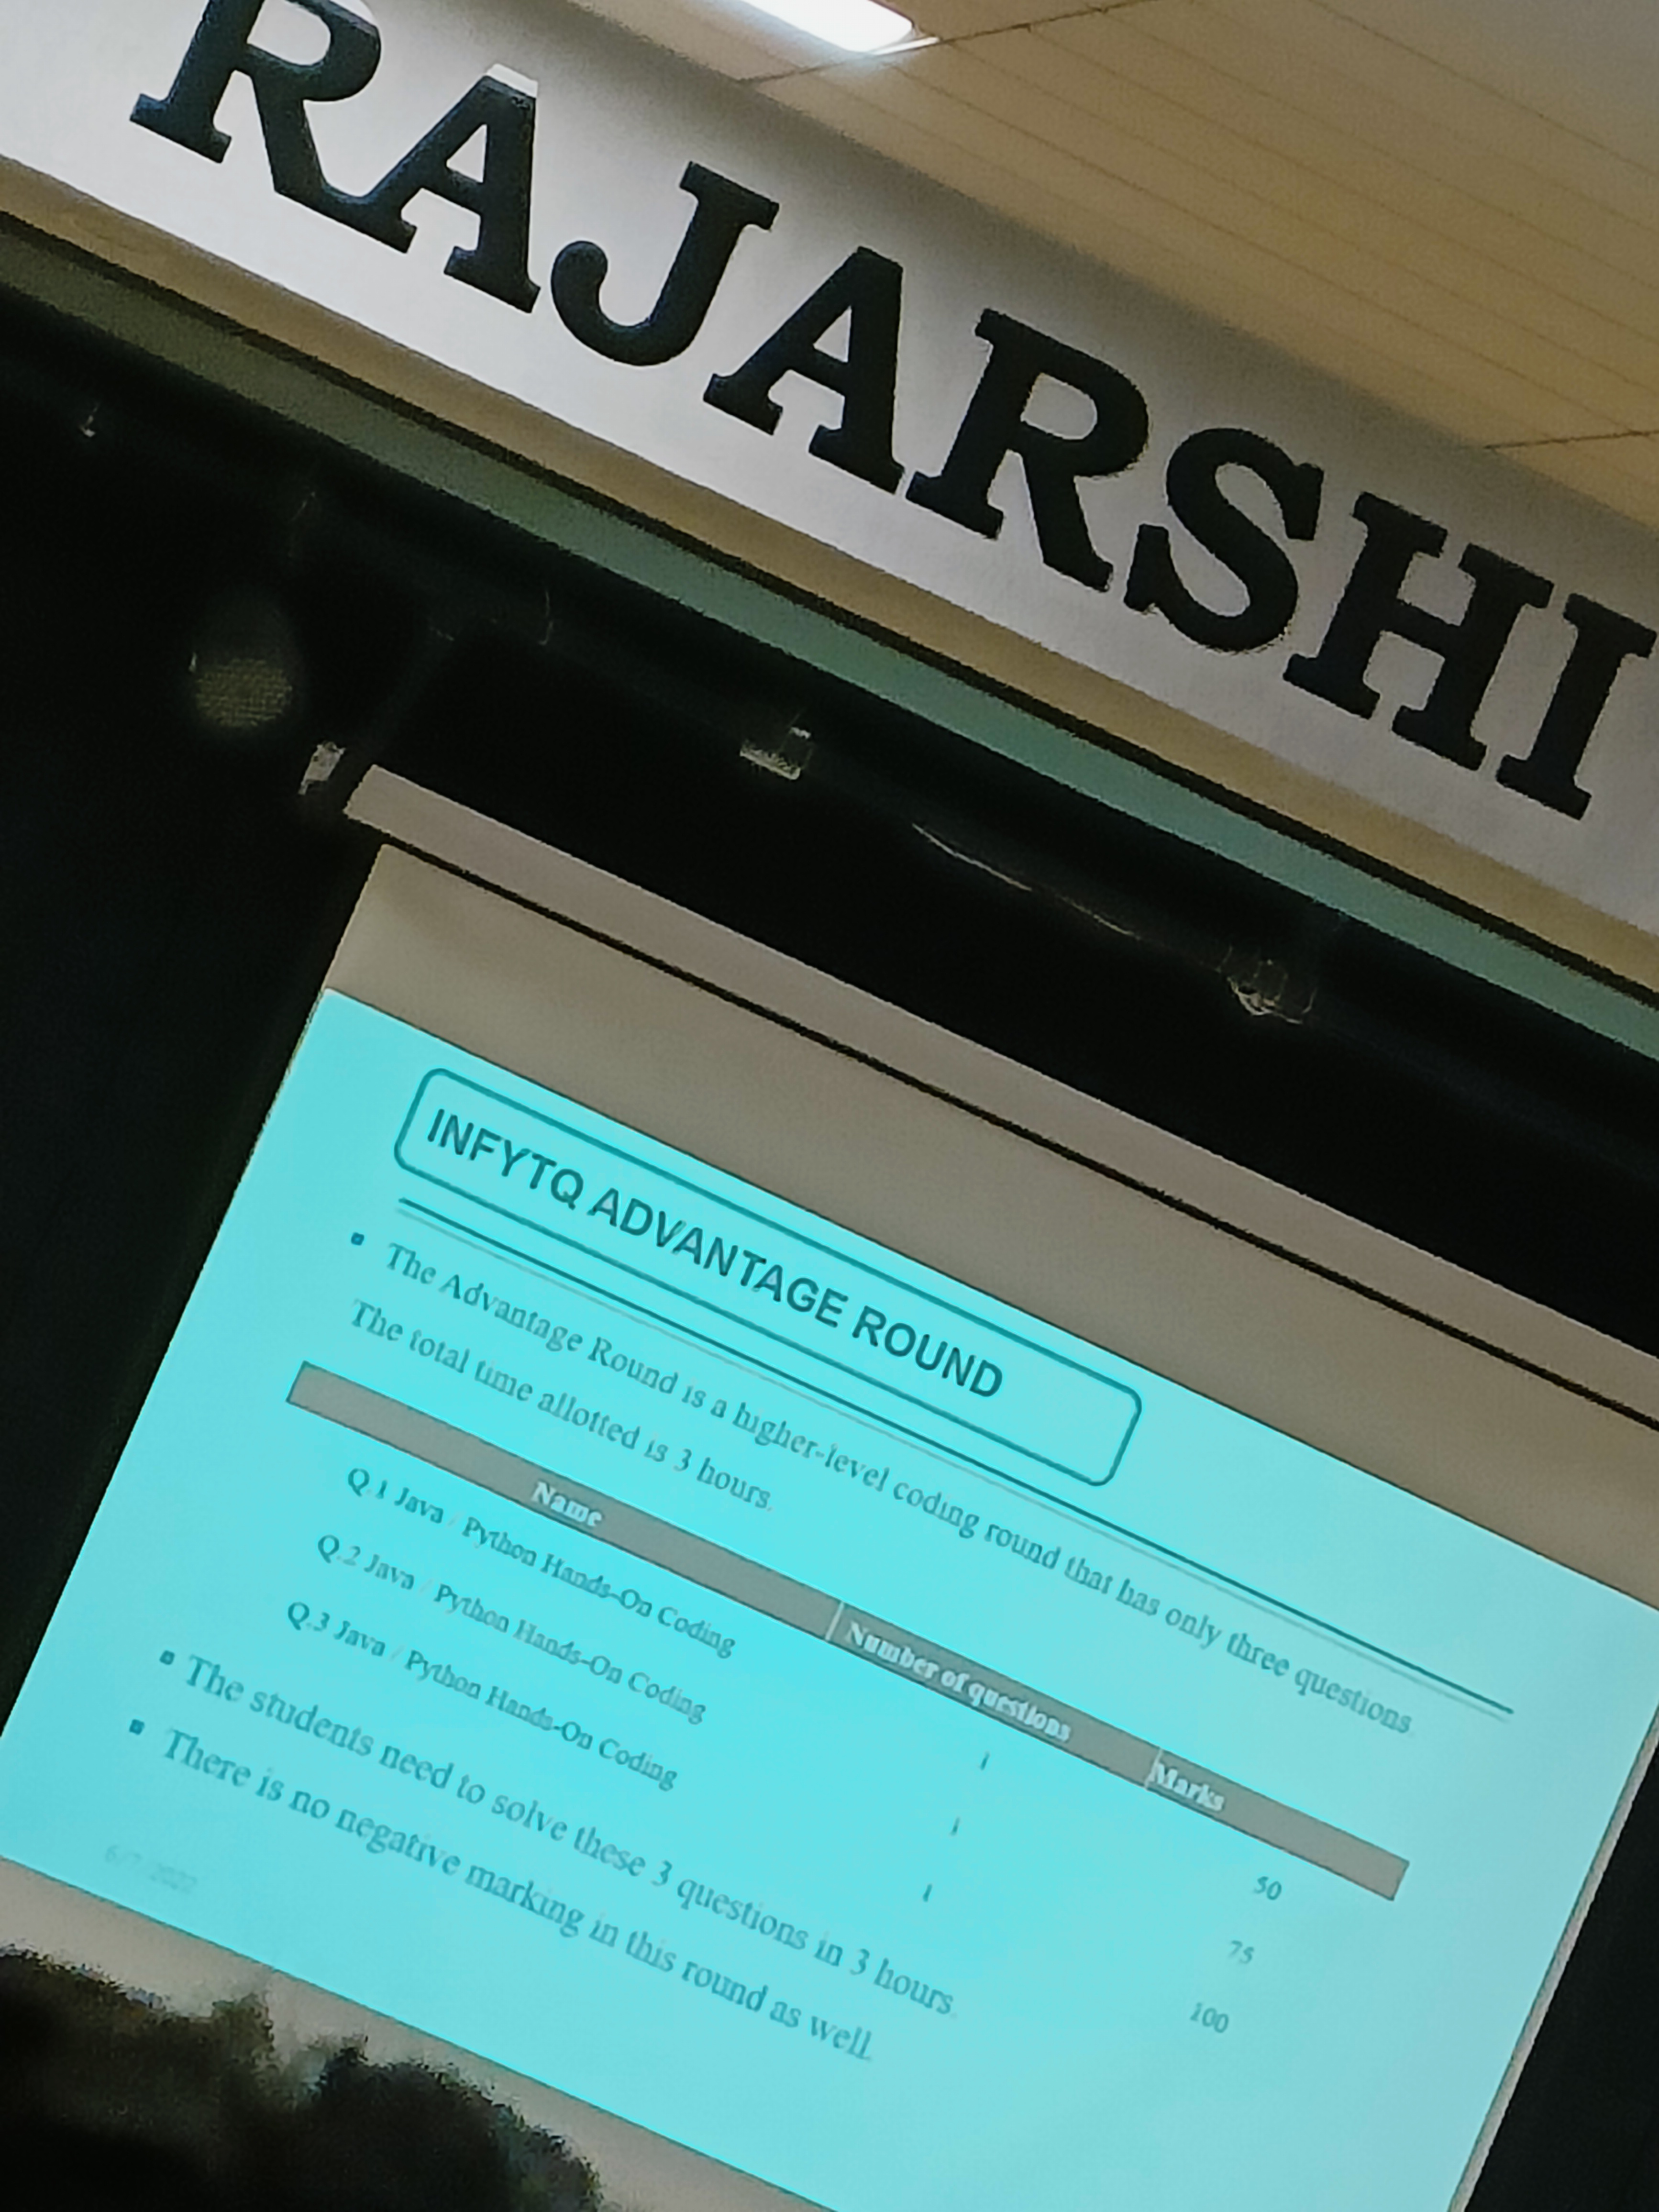 RAJARSHI
INFYTQ ADVANTAGE ROUND
The Advantage Round is a higher-level coding round that has only three questions
The total time allotted is 3 hours.
Name Number of questions Marks
Q.1 Java / Python Hands-On Coding 1 50
Q.2 Java / Python Hands-On Coding 1 75
Q.3 Java / Python Hands-On Coding 1 100
The students need to solve these 3 questions in 3 hours.
There is no negative marking in this round as well.
6/7/2022